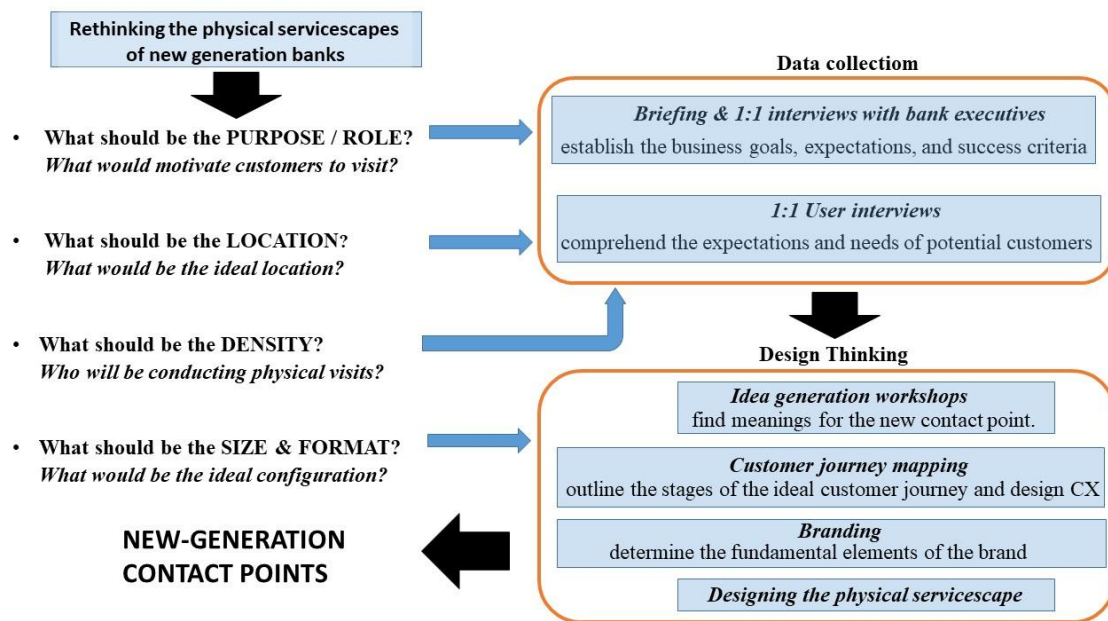 Rethinking the physical servicescapes
of new generation banks
• What should be the PURPOSE / ROLE?
What would motivate customers to visit?
• What should be the LOCATION?
What would be the ideal location?
• What should be the DENSITY?
Who will be conducting physical visits?
• What should be the SIZE & FORMAT?
What would be the ideal configuration?
NEW-GENERATION
CONTACT POINTS
Data collectiom
Briefing & 1:1 interviews with bank executives
establish the business goals, expectations, and success criteria
1:1 User interviews
comprehend the expectations and needs of potential customers
Design Thinking
Idea generation workshops
find meanings for the new contact point.
Customer journey mapping
outline the stages of the ideal customer journey and design CX
Branding
determine the fundamental elements of the brand
Designing the physical servicescape